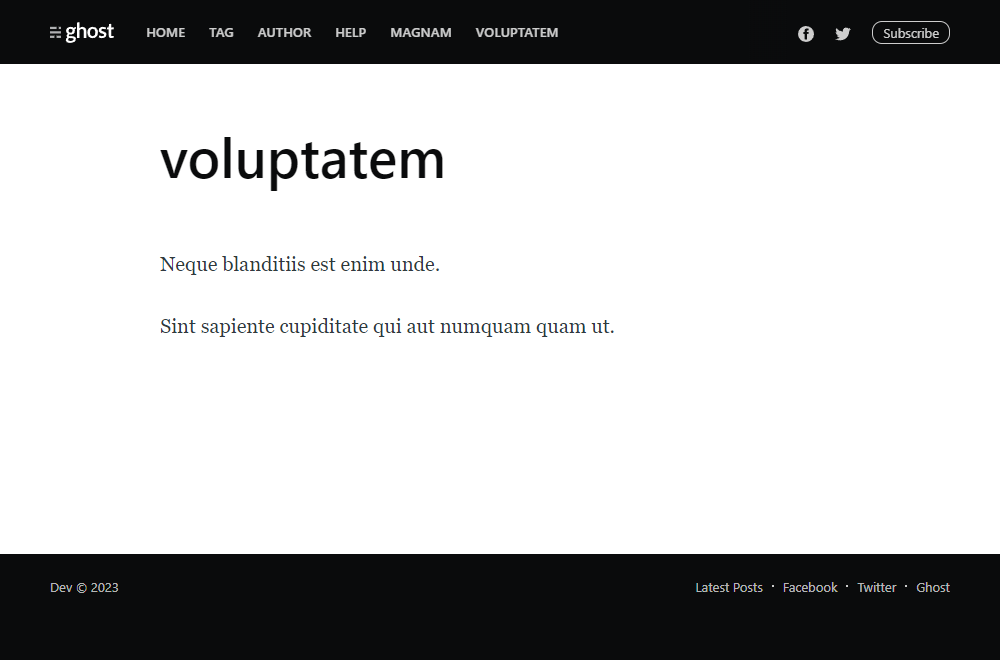 ghost HOME TAG AUTHOR HELP MAGNAM VOLUPTATEM Subscribe
voluptatem
Neque blanditiis est enim unde.
Sint sapiente cupiditate qui aut numquam quam ut.
Dev © 2023 Latest Posts · Facebook · Twitter · Ghost